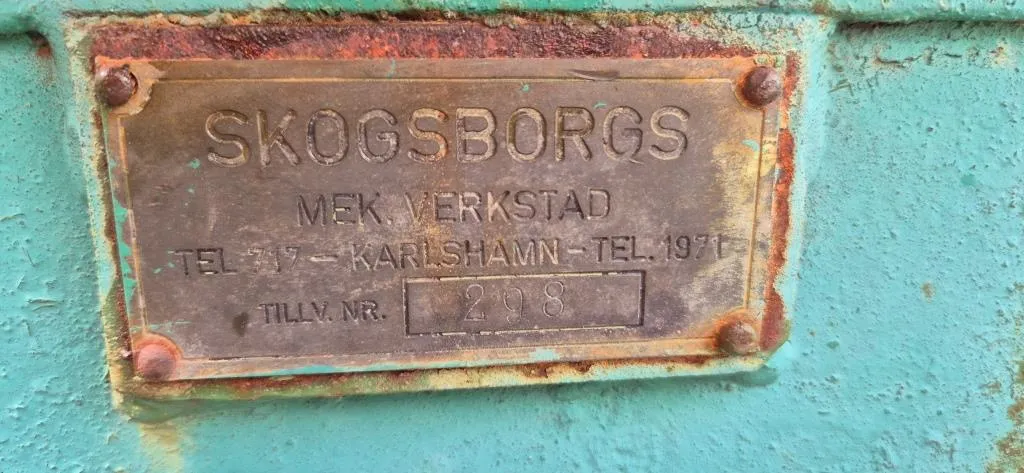 SKOGSBORGS
MEK. VERKSTAD
TEL 717 — KARLSHAMN – TEL. 1971
TILLV. NR. 298